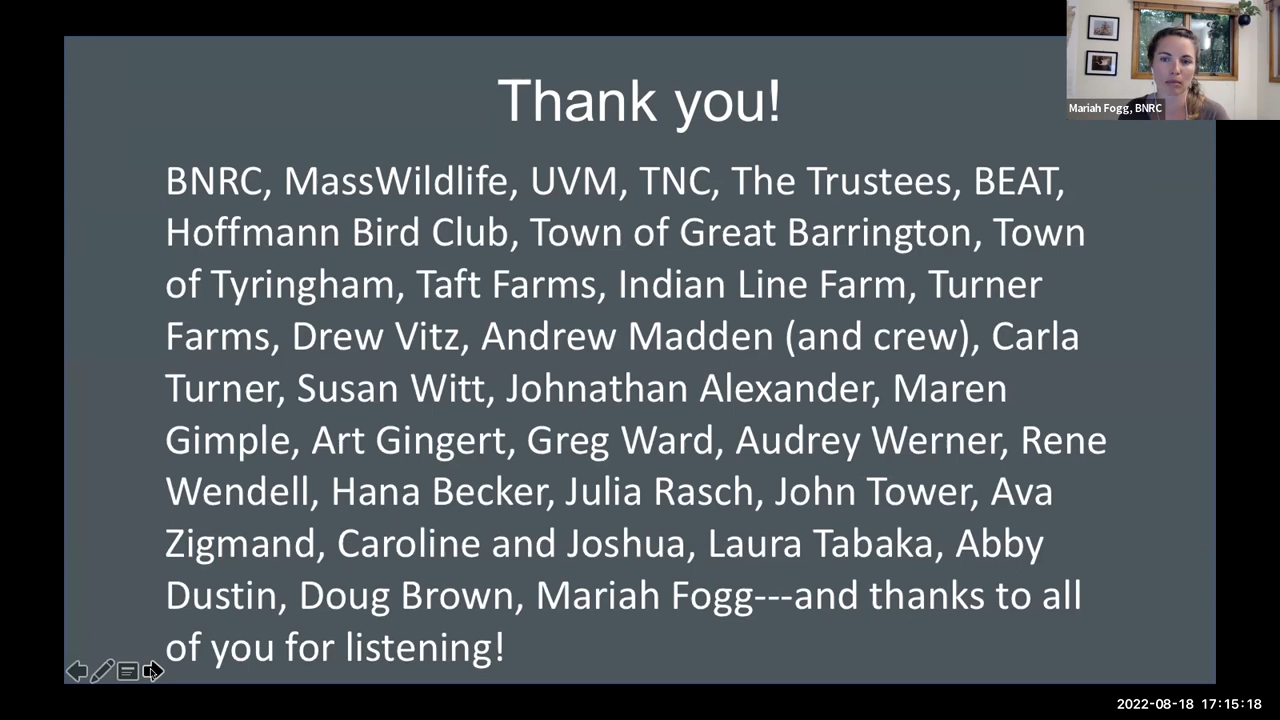 Thank you!
BNRC, MassWildlife, UVM, TNC, The Trustees, BEAT,
Hoffmann Bird Club, Town of Great Barrington, Town
of Tyringham, Taft Farms, Indian Line Farm, Turner
Farms, Drew Vitz, Andrew Madden (and crew), Carla
Turner, Susan Witt, Johnathan Alexander, Maren
Gimple, Art Gingert, Greg Ward, Audrey Werner, Rene
Wendell, Hana Becker, Julia Rasch, John Tower, Ava
Zigmand, Caroline and Joshua, Laura Tabaka, Abby
Dustin, Doug Brown, Mariah Fogg---and thanks to all
of you for listening!
Mariah Fogg, BNRC
2022-08-18 17:15:18